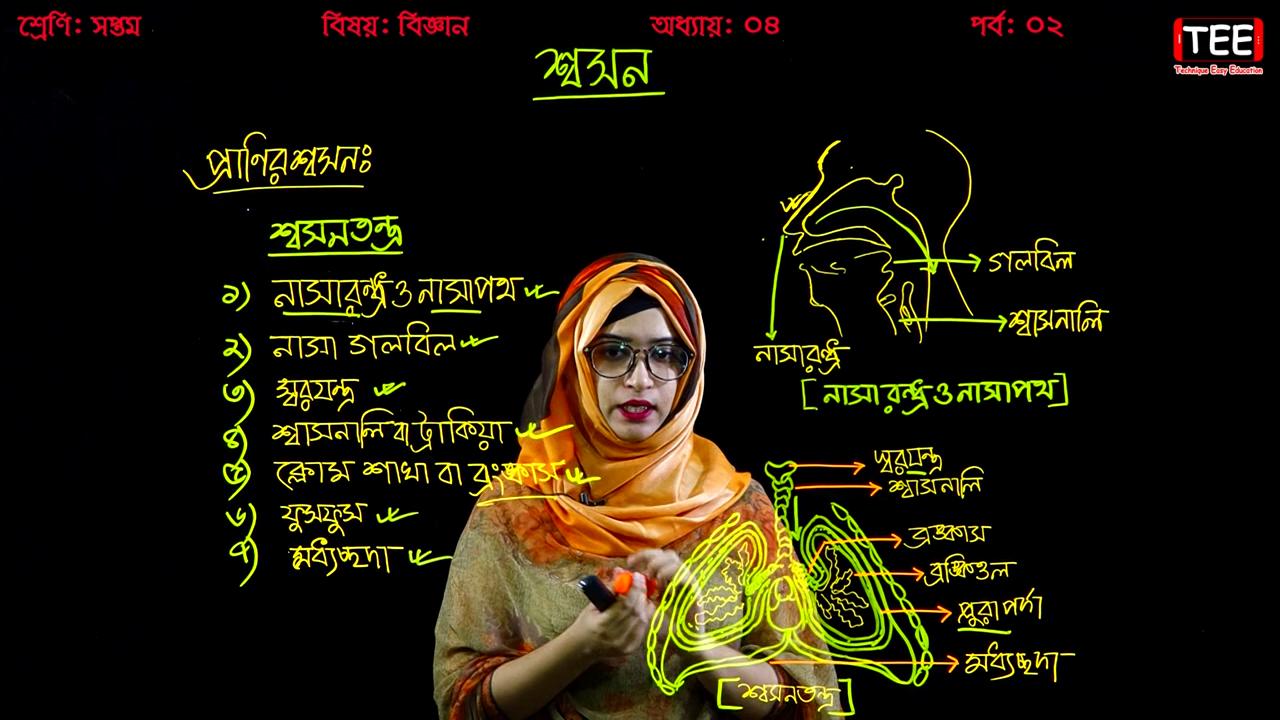 শ্রেণি: সপ্তম
বিষয়: বিজ্ঞান
অধ্যায়: ০৪
পর্ব: ০২
TEE
Technique Easy Education
শ্বসন
প্রাণির শ্বসনঃ
শ্বসনতন্ত্র
১) নাসারন্ধ্র ও নাসাপথ
২) নাসা গলবিল
৩) স্বরযন্ত্র
৪) শ্বাসনালি বা ট্রাকিয়া
৫) ক্লোম শাখা বা ব্রংঙ্কাস
৬) ফুসফুস
৭) মধ্যচ্ছদা
গলবিল
শ্বাসনালি
নাসারন্ধ্র
[নাসারন্ধ্র ও নাসাপথ]
স্বরযন্ত্র
শ্বাসনালি
ব্রঙ্কাস
ব্রঙ্কিওল
প্লুরা পর্দা
মধ্যচ্ছদা
[শ্বসনতন্ত্র]